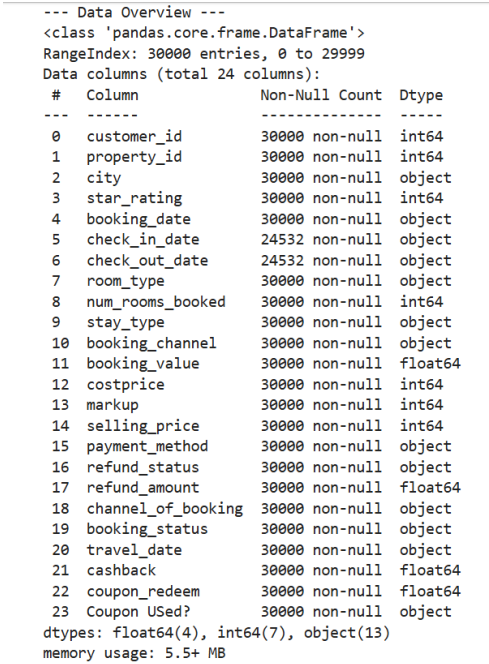 --- Data Overview ---
<class 'pandas.core.frame.DataFrame'>
RangeIndex: 30000 entries, 0 to 29999
Data columns (total 24 columns):
 #   Column              Non-Null Count  Dtype
---  ------              --------------  -----
 0   customer_id         30000 non-null  int64
 1   property_id         30000 non-null  int64
 2   city                30000 non-null  object
 3   star_rating         30000 non-null  int64
 4   booking_date        30000 non-null  object
 5   check_in_date       24532 non-null  object
 6   check_out_date      24532 non-null  object
 7   room_type           30000 non-null  object
 8   num_rooms_booked    30000 non-null  int64
 9   stay_type           30000 non-null  object
 10  booking_channel     30000 non-null  object
 11  booking_value       30000 non-null  float64
 12  costprice           30000 non-null  int64
 13  markup              30000 non-null  int64
 14  selling_price       30000 non-null  int64
 15  payment_method      30000 non-null  object
 16  refund_status       30000 non-null  object
 17  refund_amount       30000 non-null  float64
 18  channel_of_booking  30000 non-null  object
 19  booking_status      30000 non-null  object
 20  travel_date         30000 non-null  object
 21  cashback            30000 non-null  float64
 22  coupon_redeem       30000 non-null  float64
 23  Coupon USed?        30000 non-null  object
dtypes: float64(4), int64(7), object(13)
memory usage: 5.5+ MB